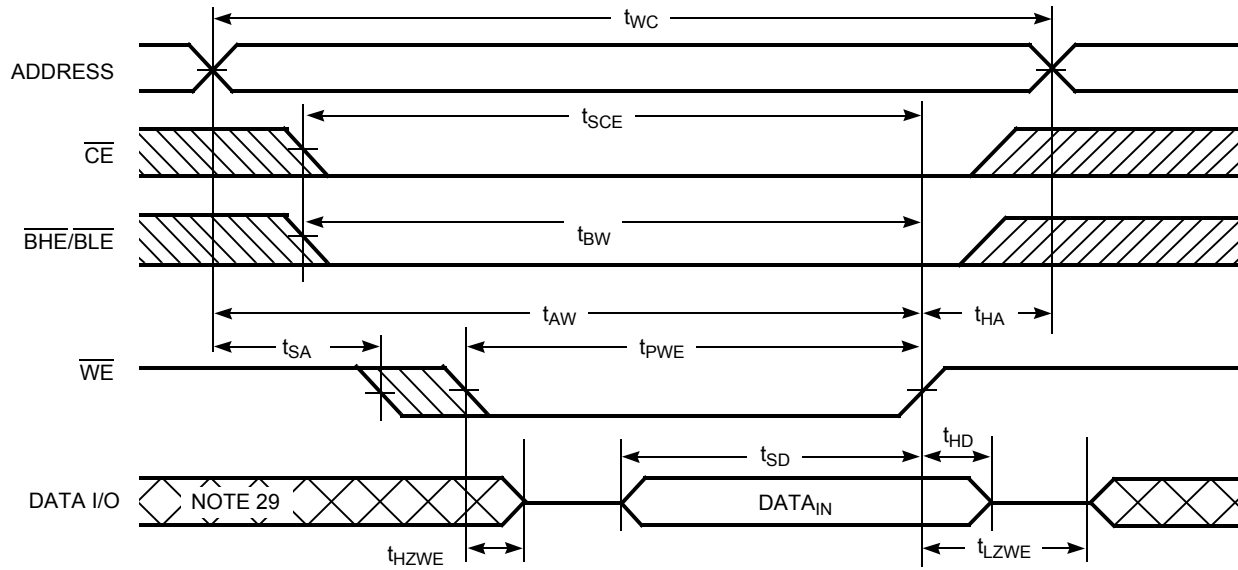 tWC
ADDRESS
tSCE
CE
BHE/BLE
tBW
tAW
tHA
tSA
tPWE
WE
tHD
tSD
DATA I/O
NOTE 29
DATAIN
tHZWE
tLZWE